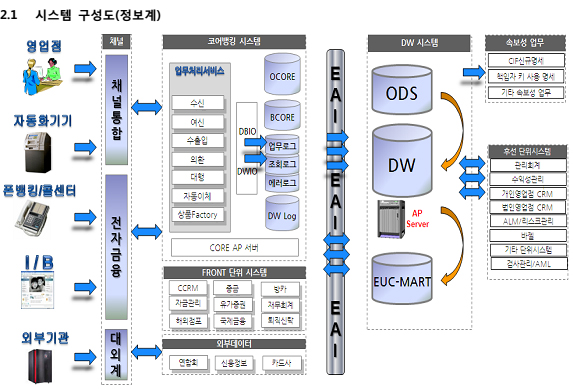 2.1 시스템 구성도(정보계)
영업점
자동화기기
폰뱅킹/콜센터
I/B
외부기관
채널
채널통합
전자금융
대외계
코어뱅킹 시스템
업무처리서비스
수신
여신
수출입
외환
대행
자동이체
상품Factory
DBIO
DWIO
OCORE
BCORE
업무로그
조회로그
에러로그
DW Log
CORE AP 서버
FRONT 단위 시스템
CCRM
증금
방카
자금관리
유가증권
재무회계
해외점포
국제금융
퇴직신탁
외부데이터
연합회
신용정보
카드사
EAI
EAI
EAI
DW 시스템
ODS
DW
AP
Server
EUC-MART
속보성 업무
CIF신규명세
책임자 키 사용 명세
기타 속보성 업무
후선 단위시스템
관리회계
수익성관리
개인영업점 CRM
법인영업점 CRM
ALM/리스크관리
바젤
기타 단위시스템
검사관리/AML